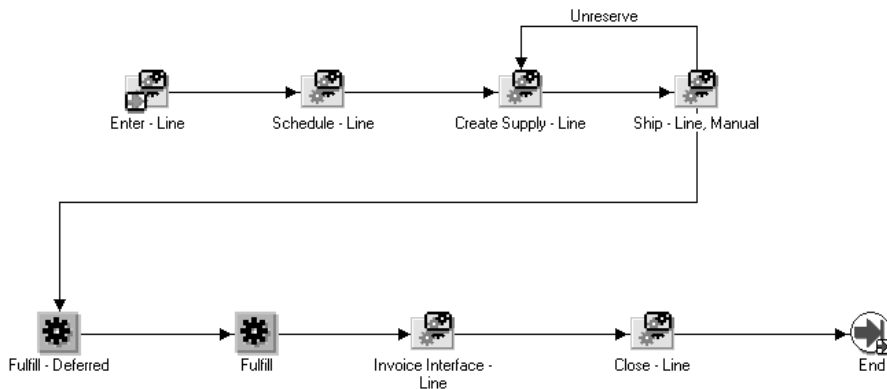 Unreserve
Enter - Line
Schedule - Line
Create Supply - Line
Ship - Line, Manual
Fulfill - Deferred
Fulfill
Invoice Interface -
Line
Close - Line
End